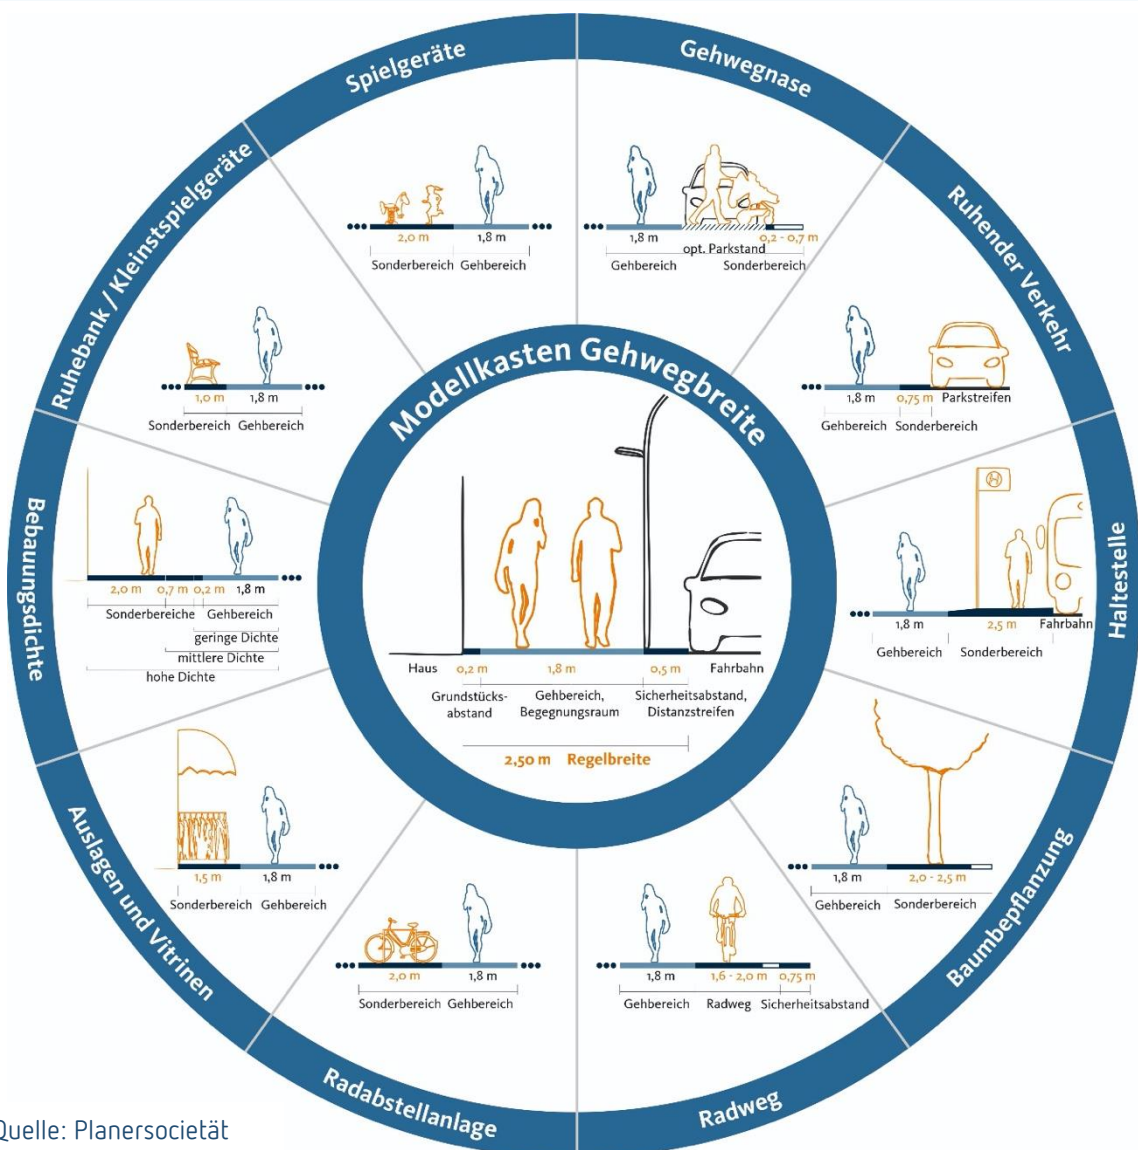 Spielgeräte
2,0 m 1,8 m
Sonderbereich Gehbereich
Gehwegnase
1,8 m opt. Parkstand 0,2 - 0,7 m
Gehbereich Sonderbereich
Ruhender Verkehr
1,8 m 0,75 m Parkstreifen
Gehbereich Sonderbereich
Haltestelle
H
1,8 m 2,5 m Fahrbahn
Gehbereich Sonderbereich
Baumbepflanzung
1,8 m 2,0 - 2,5 m
Gehbereich Sonderbereich
Radweg
1,8 m 1,6 - 2,0 m 0,75 m
Gehbereich Radweg Sicherheitsabstand
Radabstellanlage
2,0 m 1,8 m
Sonderbereich Gehbereich
Auslagen und Vitrinen
1,5 m 1,8 m
Sonderbereich Gehbereich
Bebauungsdichte
2,0 m 0,7 m 0,2 m 1,8 m
Sonderbereiche Gehbereich
geringe Dichte
mittlere Dichte
hohe Dichte
Ruhebank / Kleinstspielgeräte
1,0 m 1,8 m
Sonderbereich Gehbereich
Modellkasten Gehwegbreite
Haus 0,2 m 1,8 m 0,5 m Fahrbahn
Grundstücks- Gehbereich, Sicherheitsabstand,
abstand Begegnungsraum Distanzstreifen
2,50 m Regelbreite
Quelle: Planersocietät